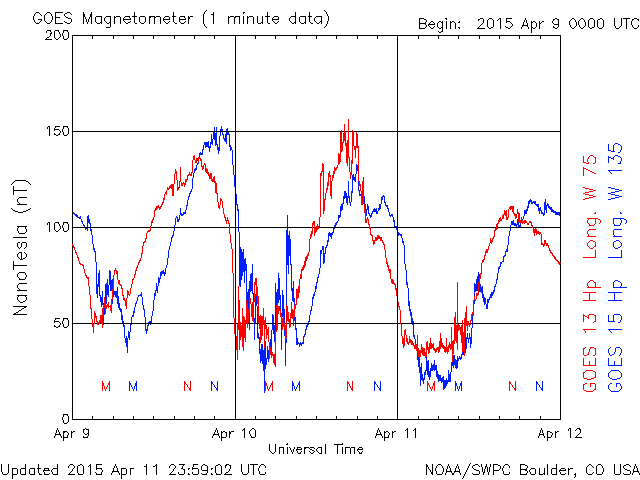 GOES Magnetometer (1 minute data)
Begin: 2015 Apr 9 0000 UTC
200
150
100
50
0
NanoTesla (nT)
M M N N M M N N M M N N
Apr 9 Apr 10 Apr 11 Apr 12
Universal Time
GOES 13 Hp Long. W 75
GOES 15 Hp Long. W 135
Updated 2015 Apr 11 23:59:02 UTC
NOAA/SWPC Boulder, CO USA